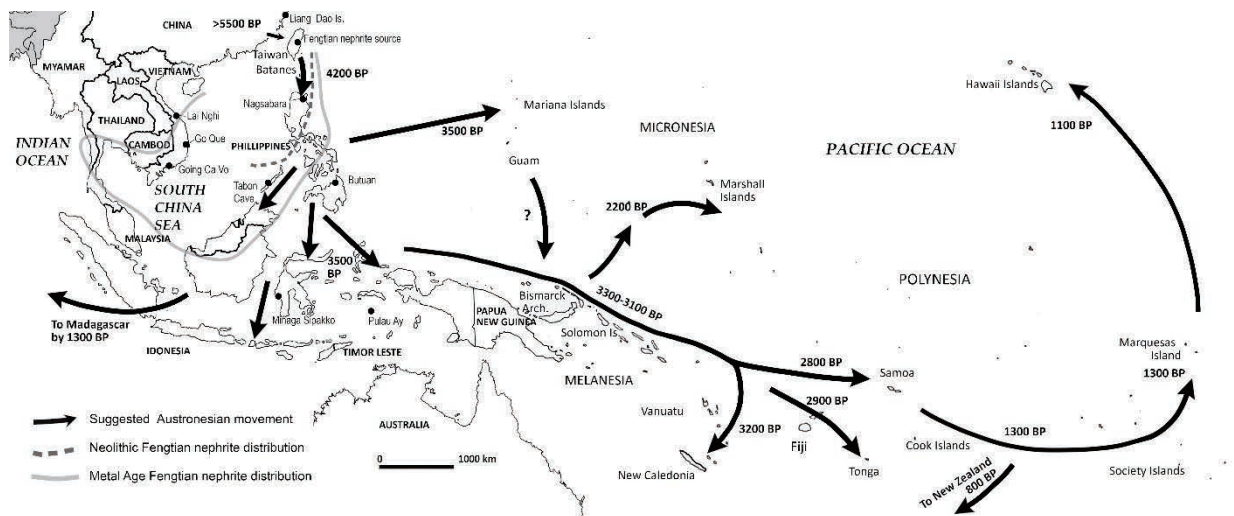 CHINA
>5500 BP
Liang Dao Is.
Fengtian nephrite source
MYAMAR
VIETNAM
LAOS
Taiwan
Batanes
4200 BP
Nagsabara
Mariana Islands
Hawaii Islands
THAILAND
Lai Nghi
3500 BP
MICRONESIA
1100 BP
INDIAN
OCEAN
CAMBOD
Go Que
PHILLIPPINES
PACIFIC OCEAN
Going Ca Vo
Guam
SOUTH
CHINA
SEA
Tabon
Cave
Butuan
Marshall
Islands
2200 BP
?
MALAYSIA
3500
BP
POLYNESIA
3300-3100 BP
Bismarck
Arch.
PAPUA
NEW GUINEA
Solomon Is
To Madagascar
by 1300 BP
Minaga Sipakko
Pulau Ay
INDONESIA
TIMOR LESTE
MELANESIA
2800 BP
Samoa
Marquesas
Island
1300 BP
Suggested Austronesian movement
Neolithic Fengtian nephrite distribution
Metal Age Fengtian nephrite distribution
AUSTRALIA
1000 km
0
Vanuatu
2900 BP
3200 BP
Fiji
New Caledonia
Tonga
Cook Islands
1300 BP
Society Islands
To New Zealand
800 BP